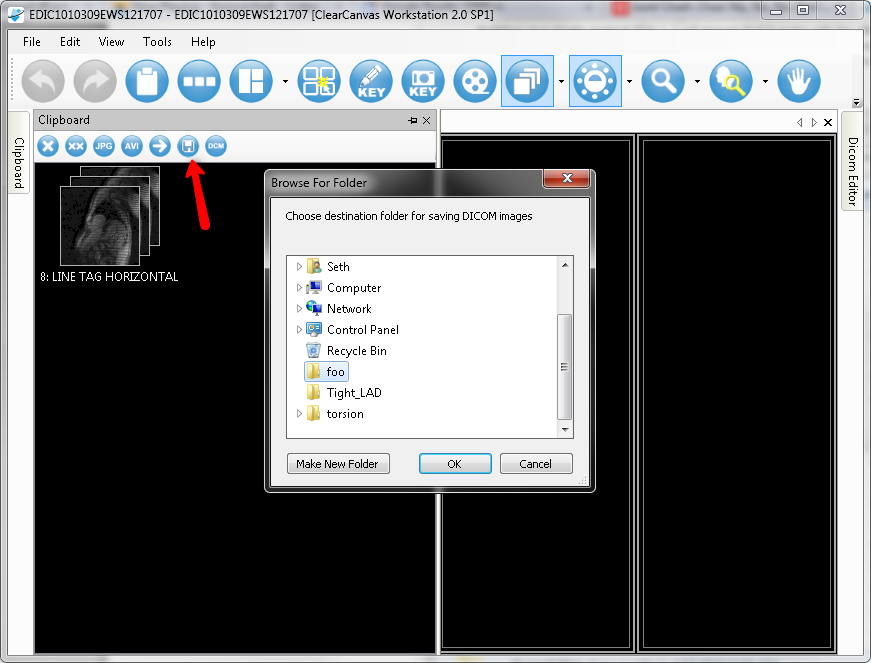 EDIC1010309EWS121707 - EDIC1010309EWS121707 [ClearCanvas Workstation 2.0 SP1]
File Edit View Tools Help
KEY KEY
Clipboard
JPG AVI DCM
Clipboard
Dicom Editor
8: LINE TAG HORIZONTAL
Browse For Folder
Choose destination folder for saving DICOM images
Seth
Computer
Network
Control Panel
Recycle Bin
foo
Tight_LAD
torsion
Make New Folder OK Cancel